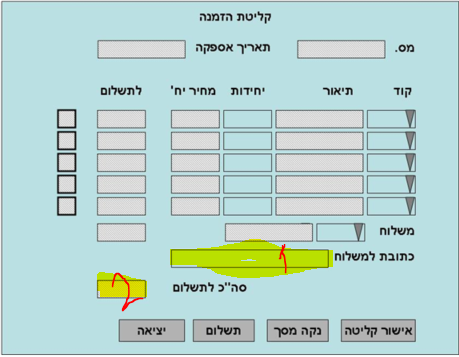 קליטת הזמנה
מס. תאריך אספקה
קוד תיאור יחידות מחיר יח' לתשלום
משלוח
כתובת למשלוח
סה"כ לתשלום
אישור קליטה נקה מסך תשלום יציאה